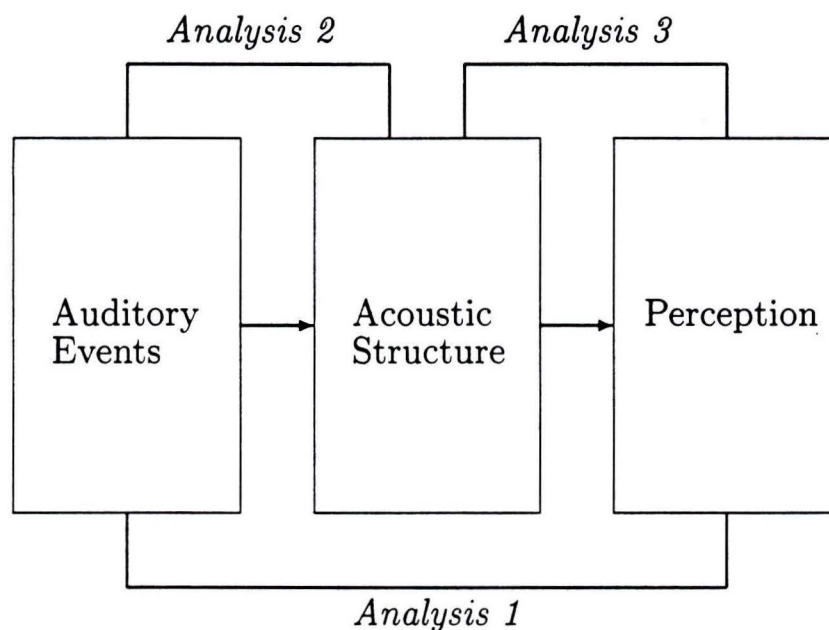 Analysis 2
Analysis 3
Auditory
Events
Acoustic
Structure
Perception
Analysis 1